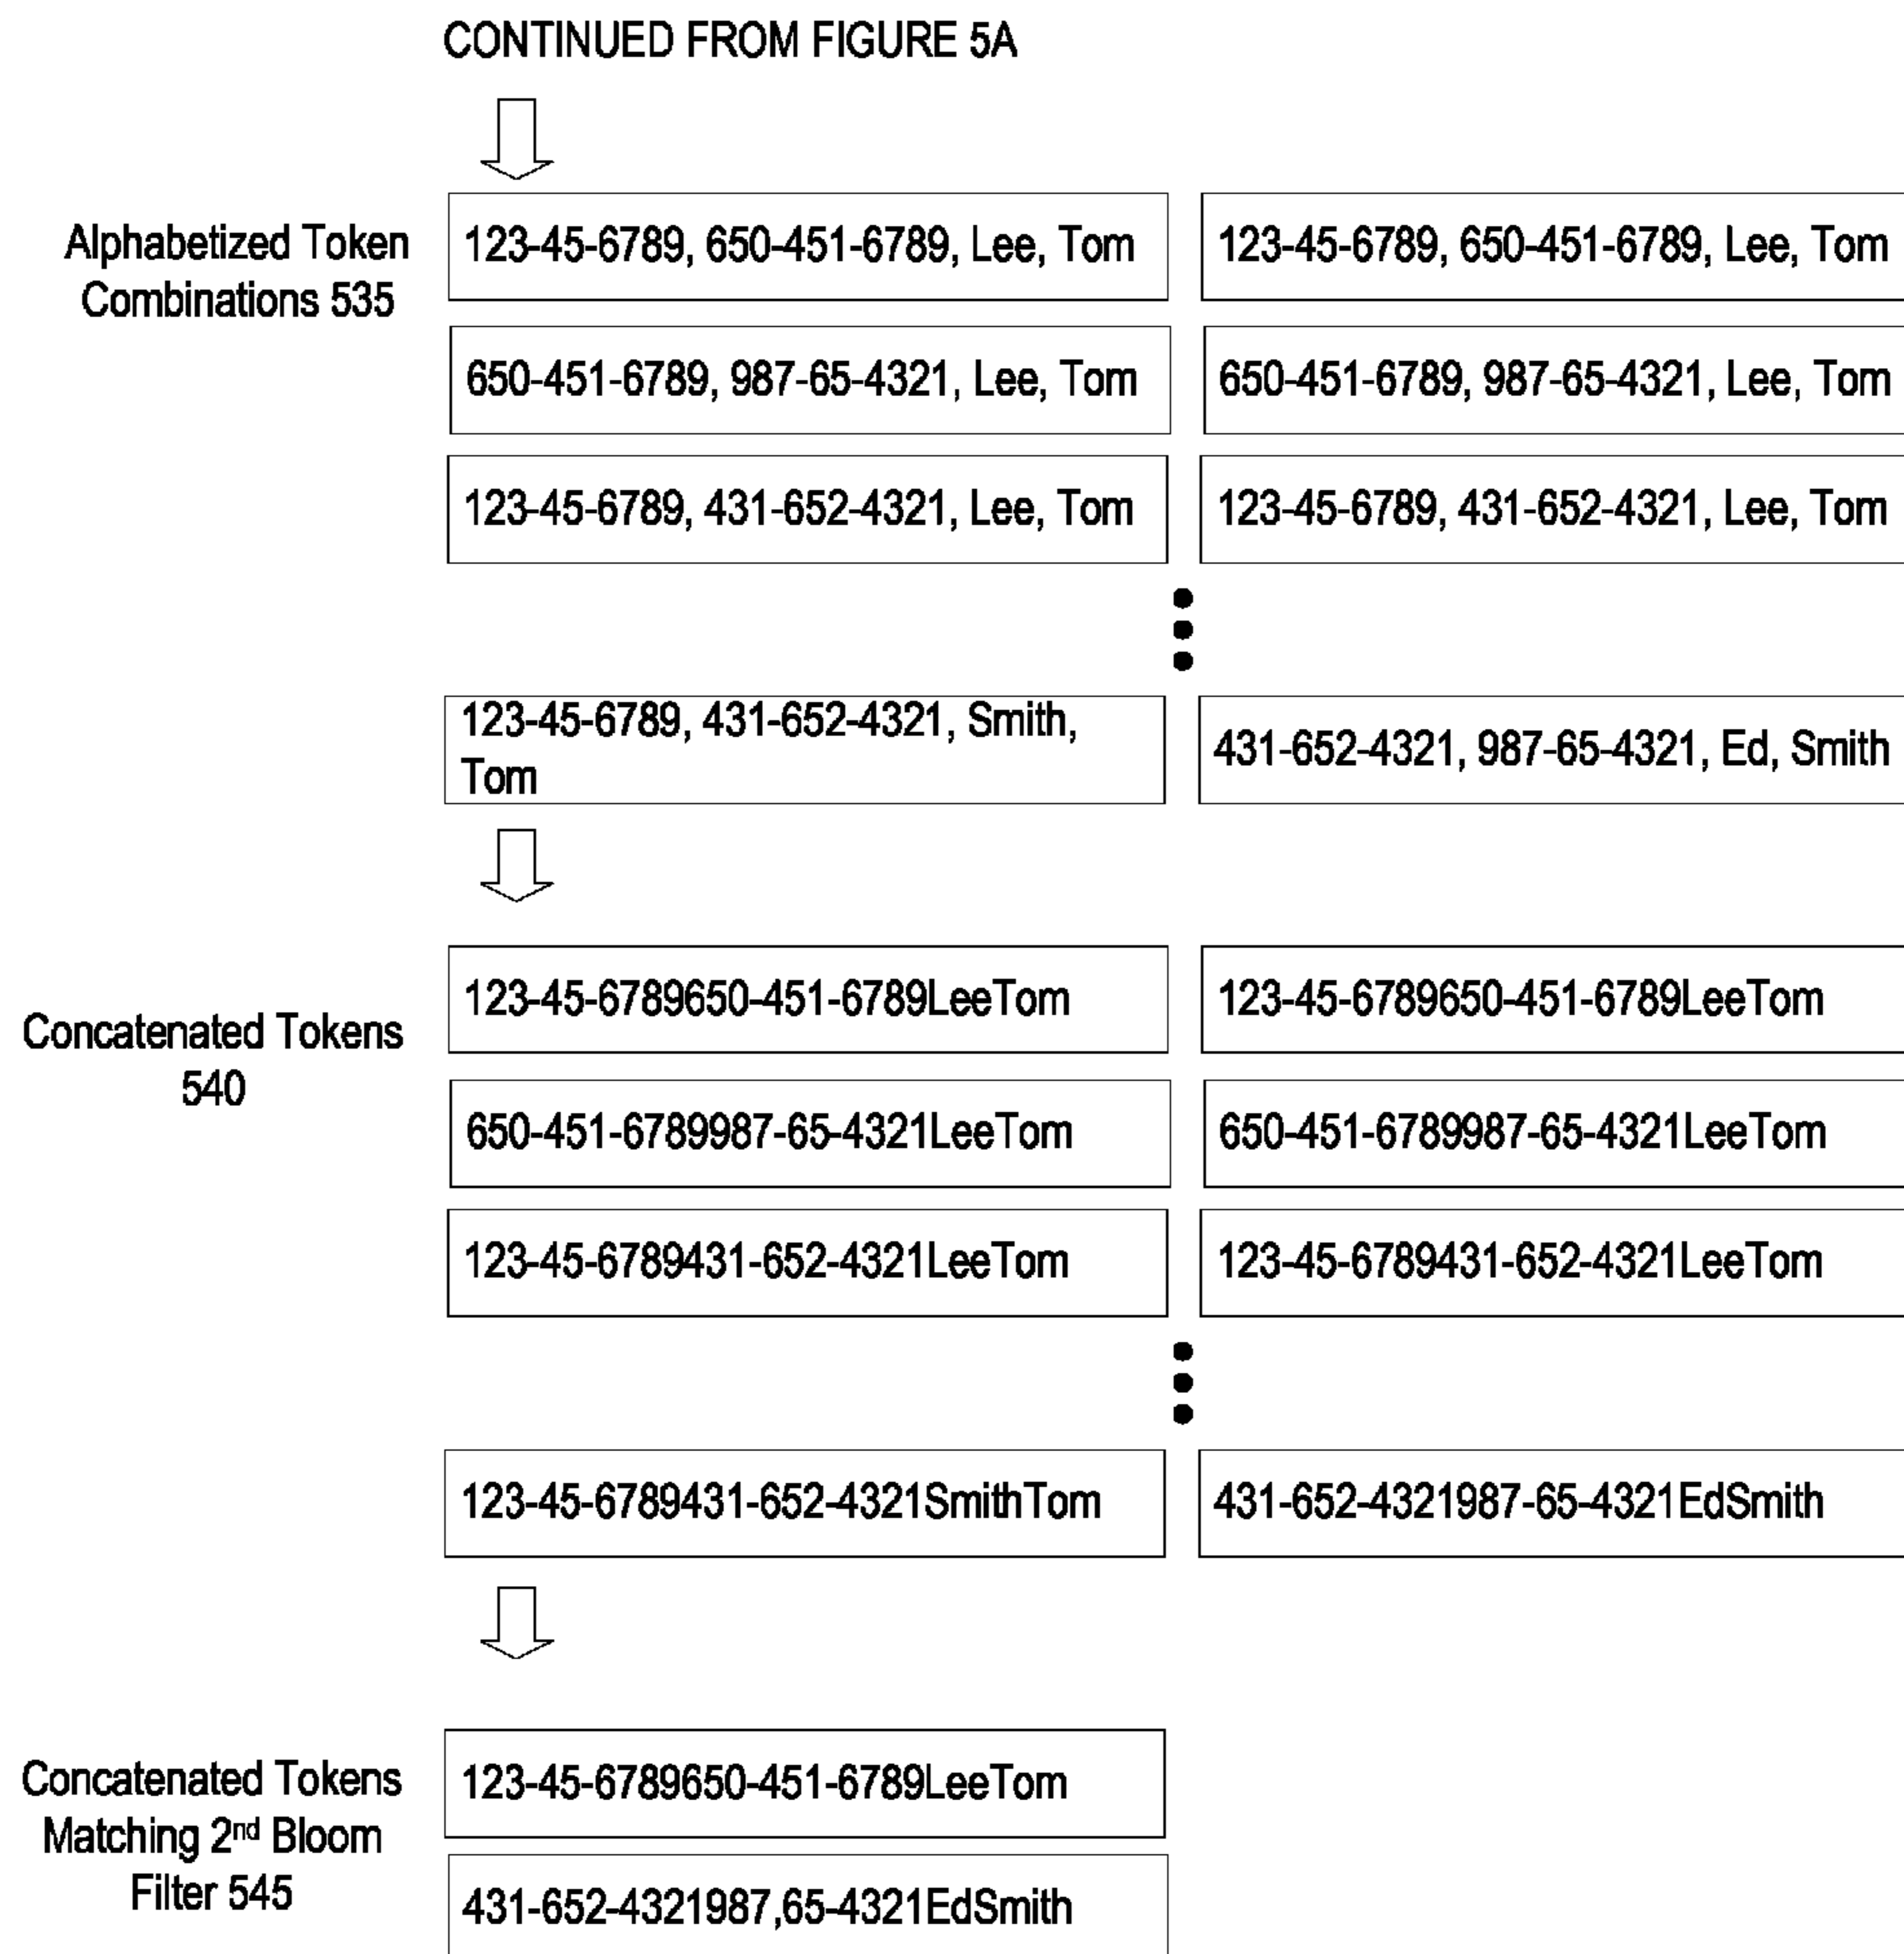 CONTINUED FROM FIGURE 5A
Alphabetized Token
Combinations 535
123-45-6789, 650-451-6789, Lee, Tom
123-45-6789, 650-451-6789, Lee, Tom
650-451-6789, 987-65-4321, Lee, Tom
650-451-6789, 987-65-4321, Lee, Tom
123-45-6789, 431-652-4321, Lee, Tom
123-45-6789, 431-652-4321, Lee, Tom
123-45-6789, 431-652-4321, Smith,
Tom
431-652-4321, 987-65-4321, Ed, Smith
Concatenated Tokens
540
123-45-6789650-451-6789LeeTom
123-45-6789650-451-6789LeeTom
650-451-6789987-65-4321LeeTom
650-451-6789987-65-4321LeeTom
123-45-6789431-652-4321LeeTom
123-45-6789431-652-4321LeeTom
123-45-6789431-652-4321SmithTom
431-652-4321987-65-4321EdSmith
Concatenated Tokens
Matching 2nd Bloom
Filter 545
123-45-6789650-451-6789LeeTom
431-652-4321987,65-4321EdSmith